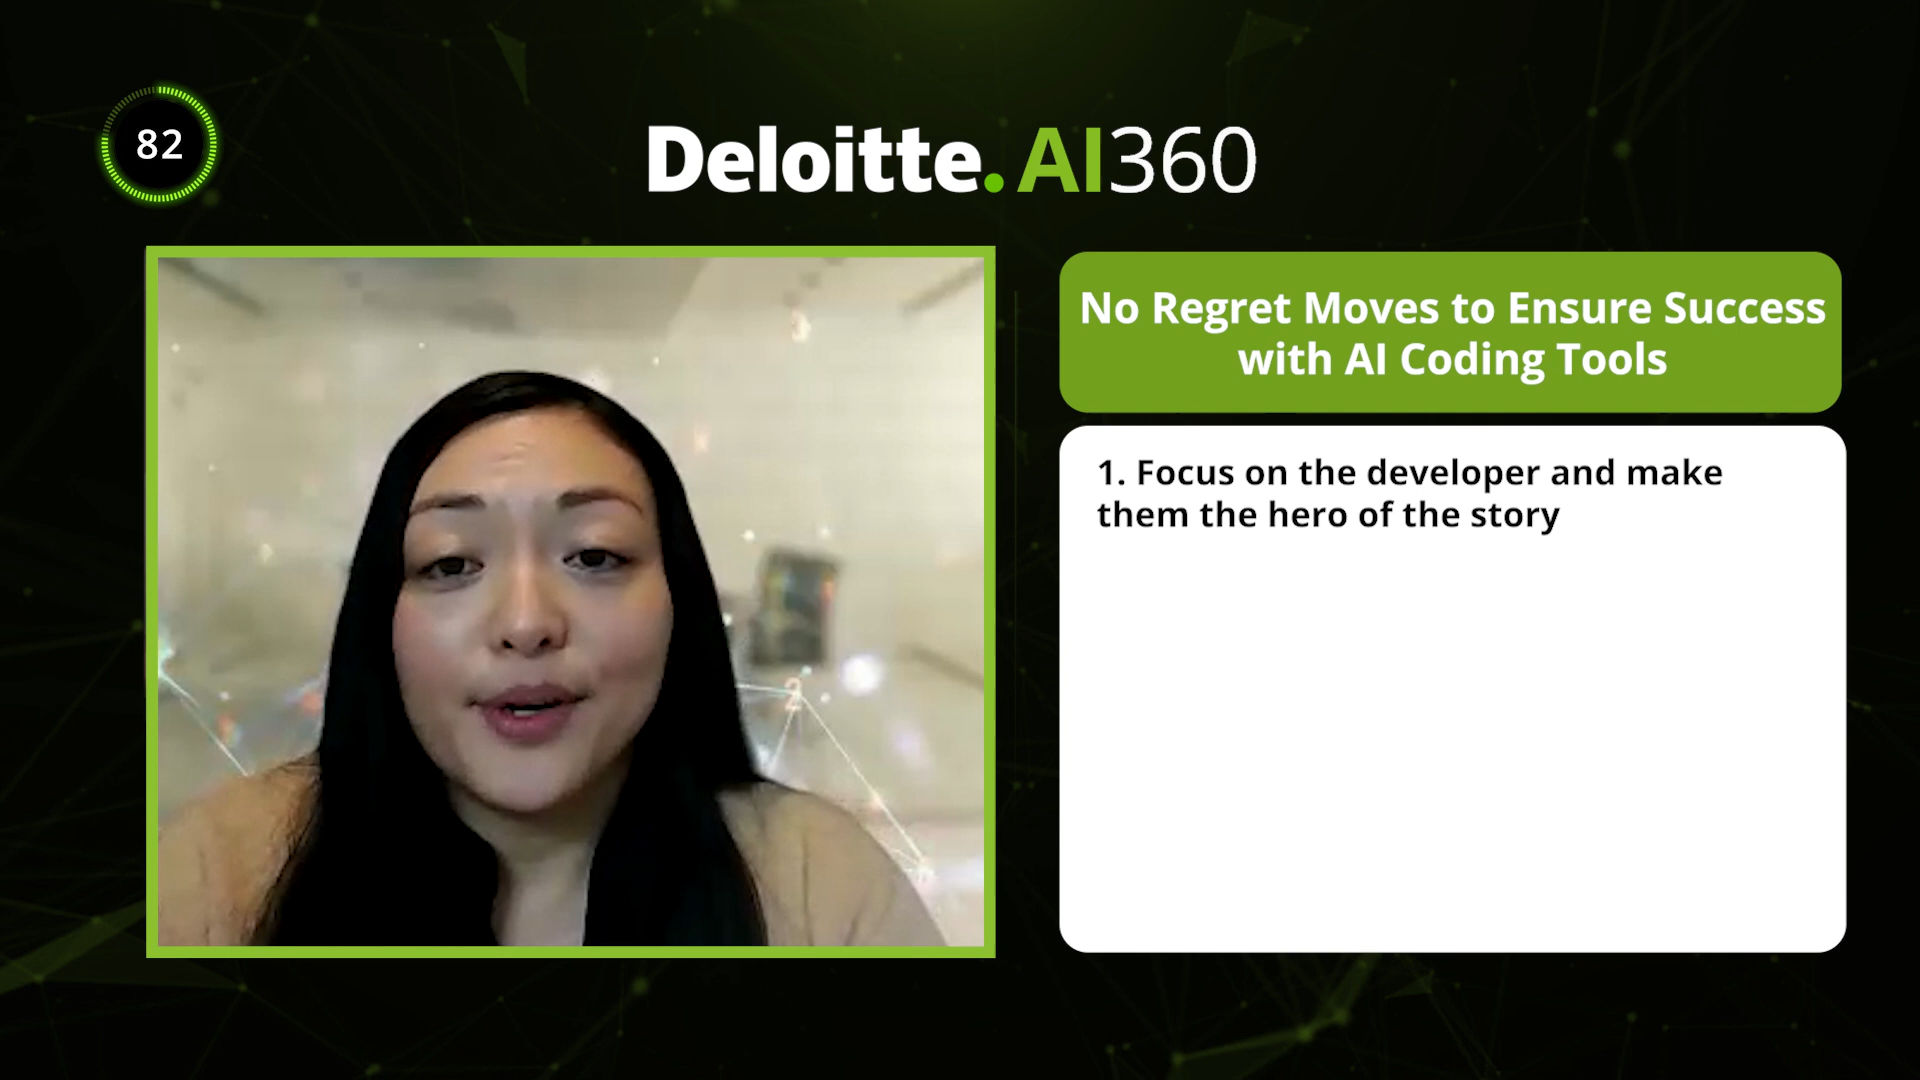 82
Deloitte. AI360
No Regret Moves to Ensure Success
with AI Coding Tools
1. Focus on the developer and make
them the hero of the story